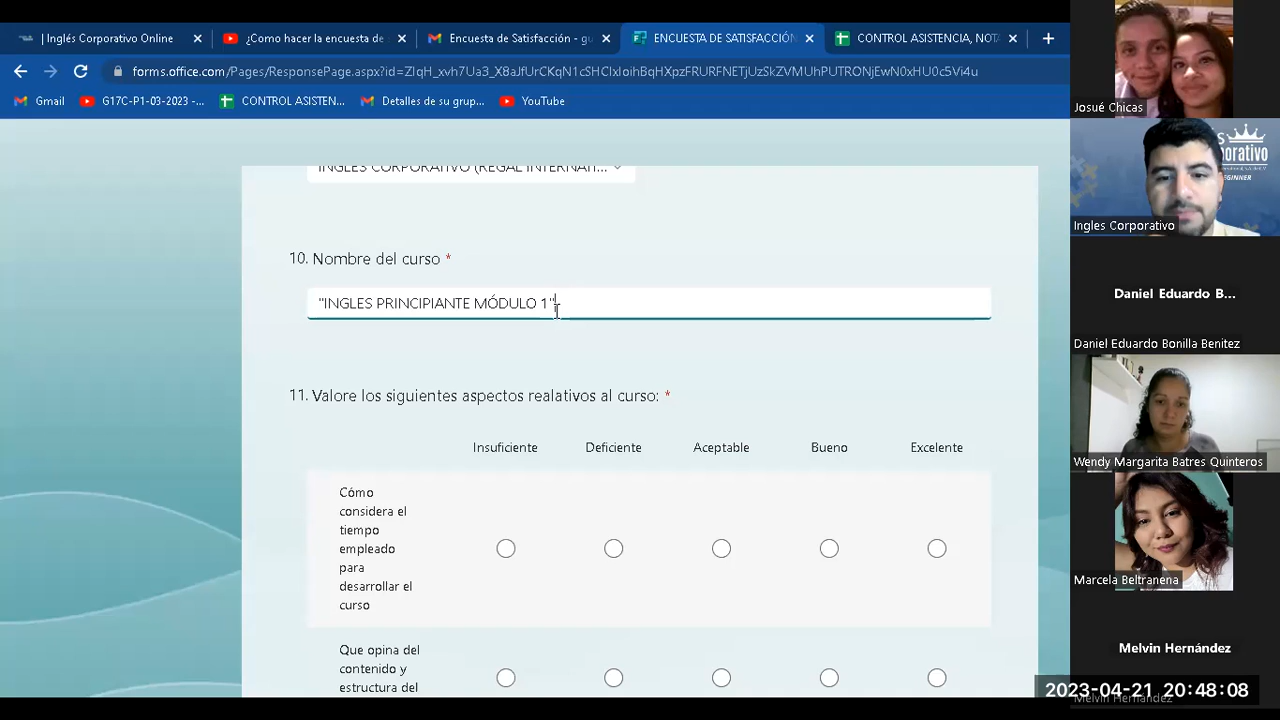 | Inglés Corporativo Online
¿Como hacer la encuesta de
Encuesta de Satisfacción - gu
ENCUESTA DE SATISFACCIÓN
CONTROL ASISTENCIA, NOTA
forms.office.com/Pages/ResponsePage.aspx?id=ZIqH_xvh7Ua3_X8aJfUrCKqN1cSHCIxIoihBqHXpzFRURFNETjUzSkZVMUhPUTRONjEwN0xHU0c5Vi4u
Gmail
G17C-P1-03-2023 -...
CONTROL ASISTEN...
Detalles de su grup...
YouTube
INGLES CORPORATIVO (REGAL INTERNATI...
10. Nombre del curso *
"INGLES PRINCIPIANTE MÓDULO 1"
11. Valore los siguientes aspectos realativos al curso: *
Insuficiente Deficiente Aceptable Bueno Excelente
Cómo
considera el
tiempo
empleado
para
desarrollar el
curso
Que opina del
contenido y
estructura del
Josué Chicas
Ingles Corporativo
Daniel Eduardo B...
Daniel Eduardo Bonilla Benitez
Wendy Margarita Batres Quinteros
Marcela Beltranena
Melvin Hernández
2023-04-21 20:48:08
Melvin Hernández